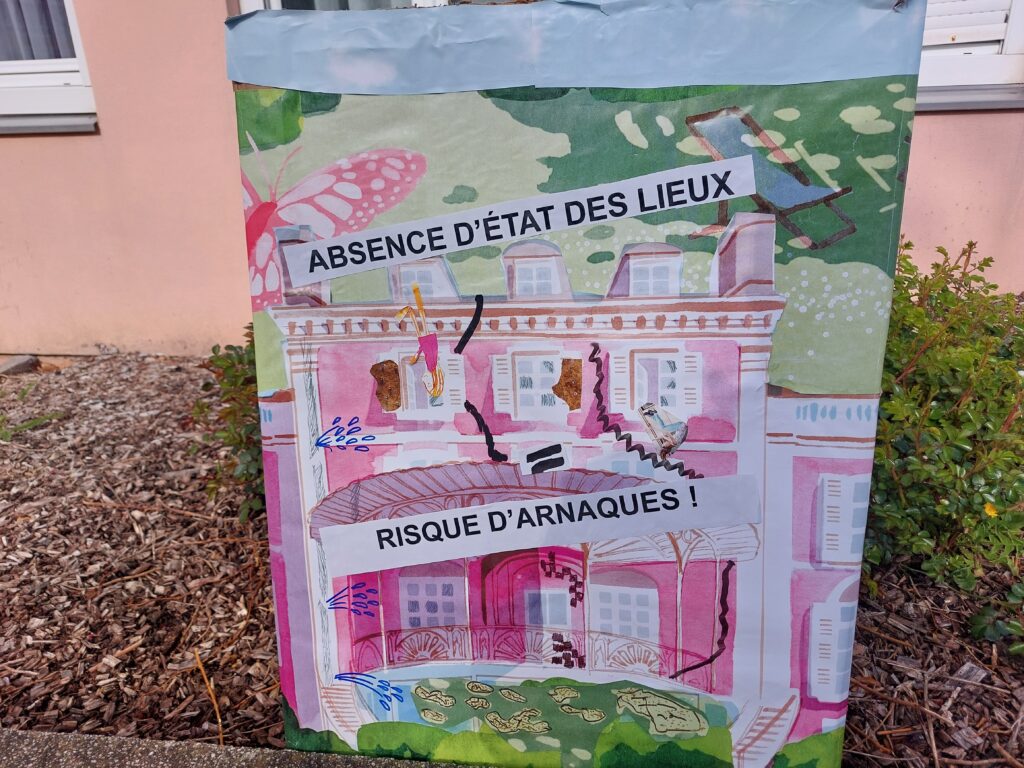 ABSENCE D'ÉTAT DES LIEUX
RISQUE D'ARNAQUES !